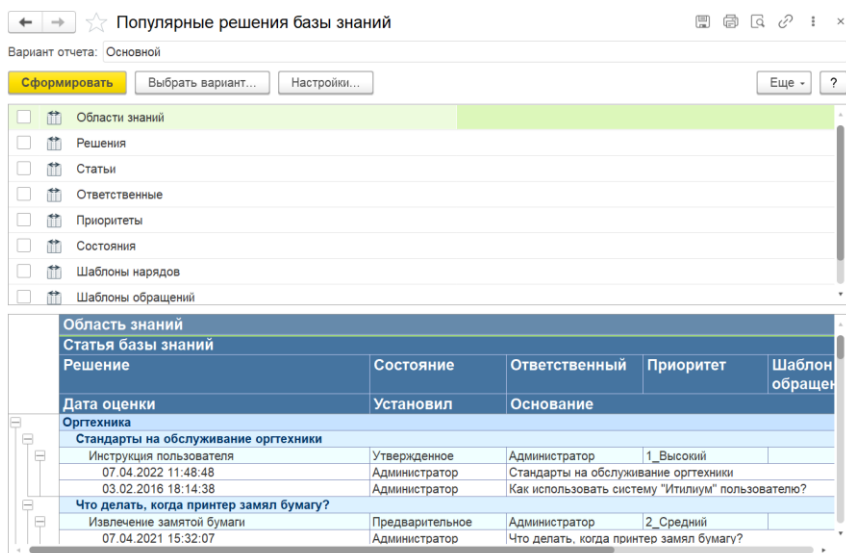 Популярные решения базы знаний
Вариант отчета: Основной
Сформировать Выбрать вариант... Настройки... Еще ?
Области знаний
Решения
Статьи
Ответственные
Приоритеты
Состояния
Шаблоны нарядов
Шаблоны обращений
Область знаний
Статья базы знаний
Решение Состояние Ответственный Приоритет Шаблон
обращен
Дата оценки Установил Основание
Оргтехника
Стандарты на обслуживание оргтехники
Инструкция пользователя Утвержденное Администратор 1_Высокий
07.04.2022 11:48:48 Администратор Стандарты на обслуживание оргтехники
03.02.2016 18:14:38 Администратор Как использовать систему "Итилиум" пользователю?
Что делать, когда принтер замял бумагу?
Извлечение замятой бумаги Предварительное Администратор 2_Средний
07.04.2021 15:32:07 Администратор Что делать, когда принтер замял бумагу?